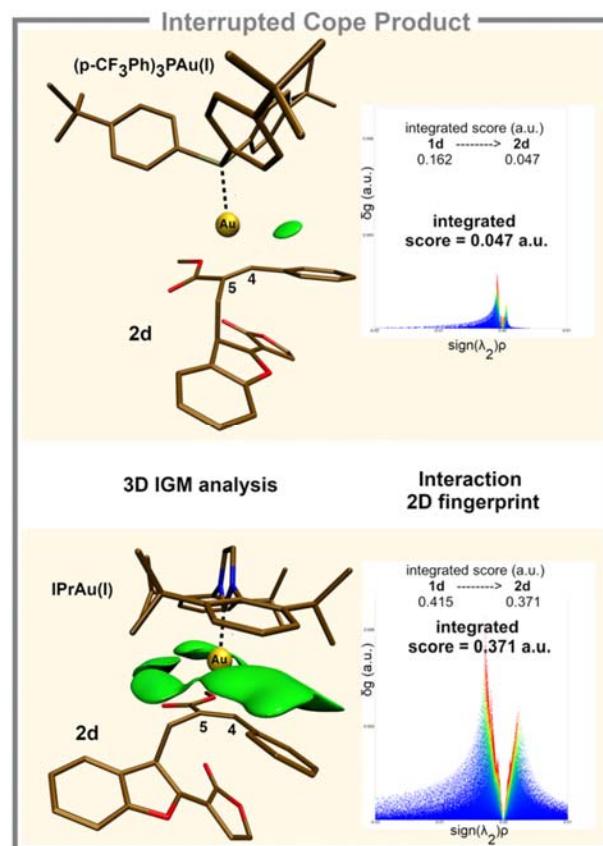 Interrupted Cope Product
(p-CF3Ph)3PAu(I)
Au
5 4
2d
δg (a.u.)
integrated score (a.u.)
1d --------> 2d
0.162 0.047
integrated
score = 0.047 a.u.
sign(λ2)ρ
3D IGM analysis
Interaction
2D fingerprint
IPrAu(I)
Au
5 4
2d
δg (a.u.)
integrated score (a.u.)
1d --------> 2d
0.415 0.371
integrated
score = 0.371 a.u.
sign(λ2)ρ